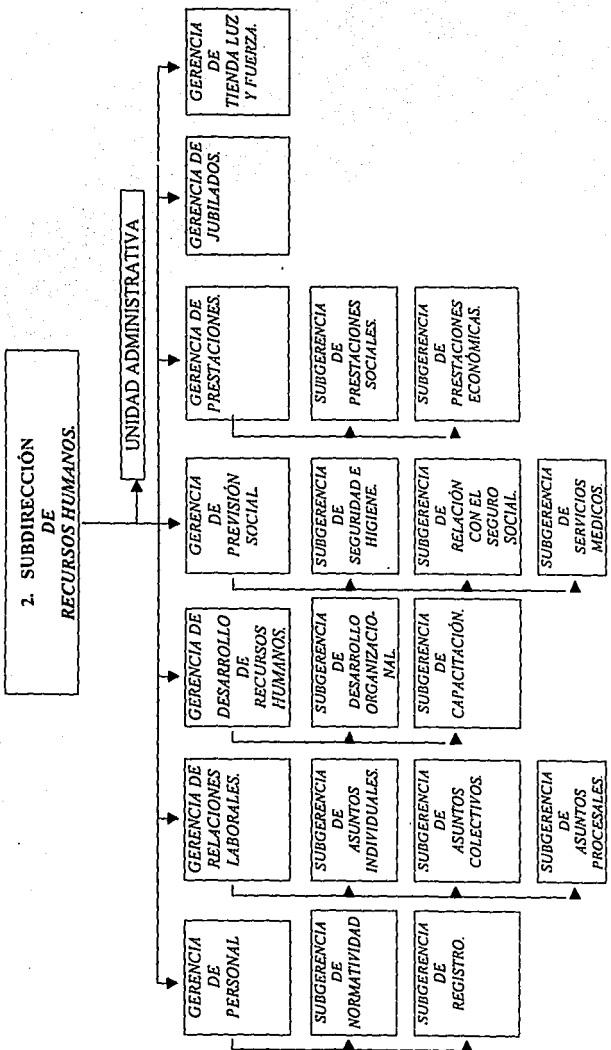 2. SUBDIRECCIÓN
DE
RECURSOS HUMANOS.
UNIDAD ADMINISTRATIVA
GERENCIA
DE
PERSONAL
SUBGERENCIA
DE
NORMATIVIDAD
SUBGERENCIA
DE
REGISTRO.
GERENCIA DE
RELACIONES
LABORALES.
SUBGERENCIA
DE
ASUNTOS
INDIVIDUALES.
SUBGERENCIA
DE
ASUNTOS
COLECTIVOS.
SUBGERENCIA
DE
ASUNTOS
PROCESALES.
GERENCIA DE
DESARROLLO
DE
RECURSOS
HUMANOS.
SUBGERENCIA
DE
DESARROLLO
ORGANIZACIO-
NAL.
SUBGERENCIA
DE
CAPACITACIÓN.
GERENCIA
DE
PREVISIÓN
SOCIAL.
SUBGERENCIA
DE
SEGURIDAD E
HIGIENE.
SUBGERENCIA
DE
RELACIÓN
CON EL
SEGURO
SOCIAL.
SUBGERENCIA
DE
SERVICIOS
MEDICOS.
GERENCIA DE
PRESTACIONES.
SUBGERENCIA
DE
PRESTACIONES
SOCIALES.
SUBGERENCIA
DE
PRESTACIONES
ECONÓMICAS.
GERENCIA DE
JUBILADOS.
GERENCIA
DE
TIENDA LUZ
Y FUERZA.